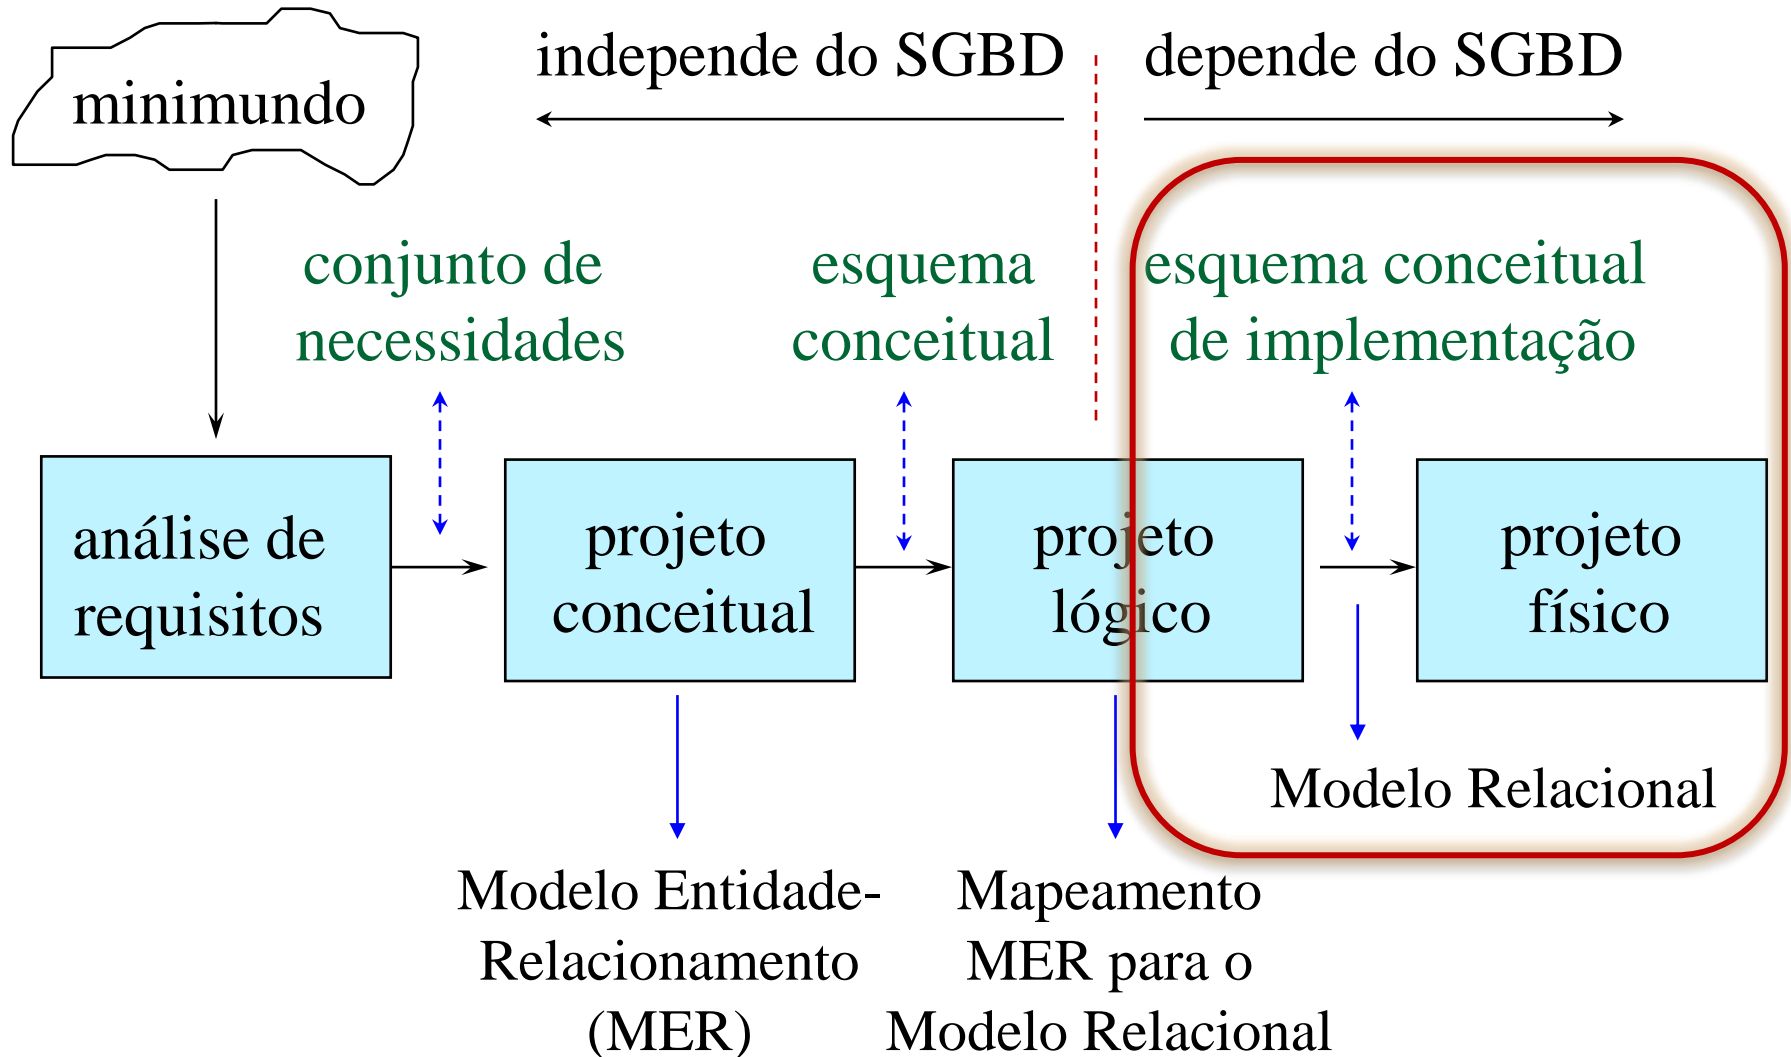 minimundo
independe do SGBD
depende do SGBD
conjunto de
necessidades
esquema
conceitual
esquema conceitual
de implementação
análise de
requisitos
projeto
conceitual
projeto
lógico
projeto
físico
Modelo Relacional
Modelo Entidade-
Relacionamento
(MER)
Mapeamento
MER para o
Modelo Relacional